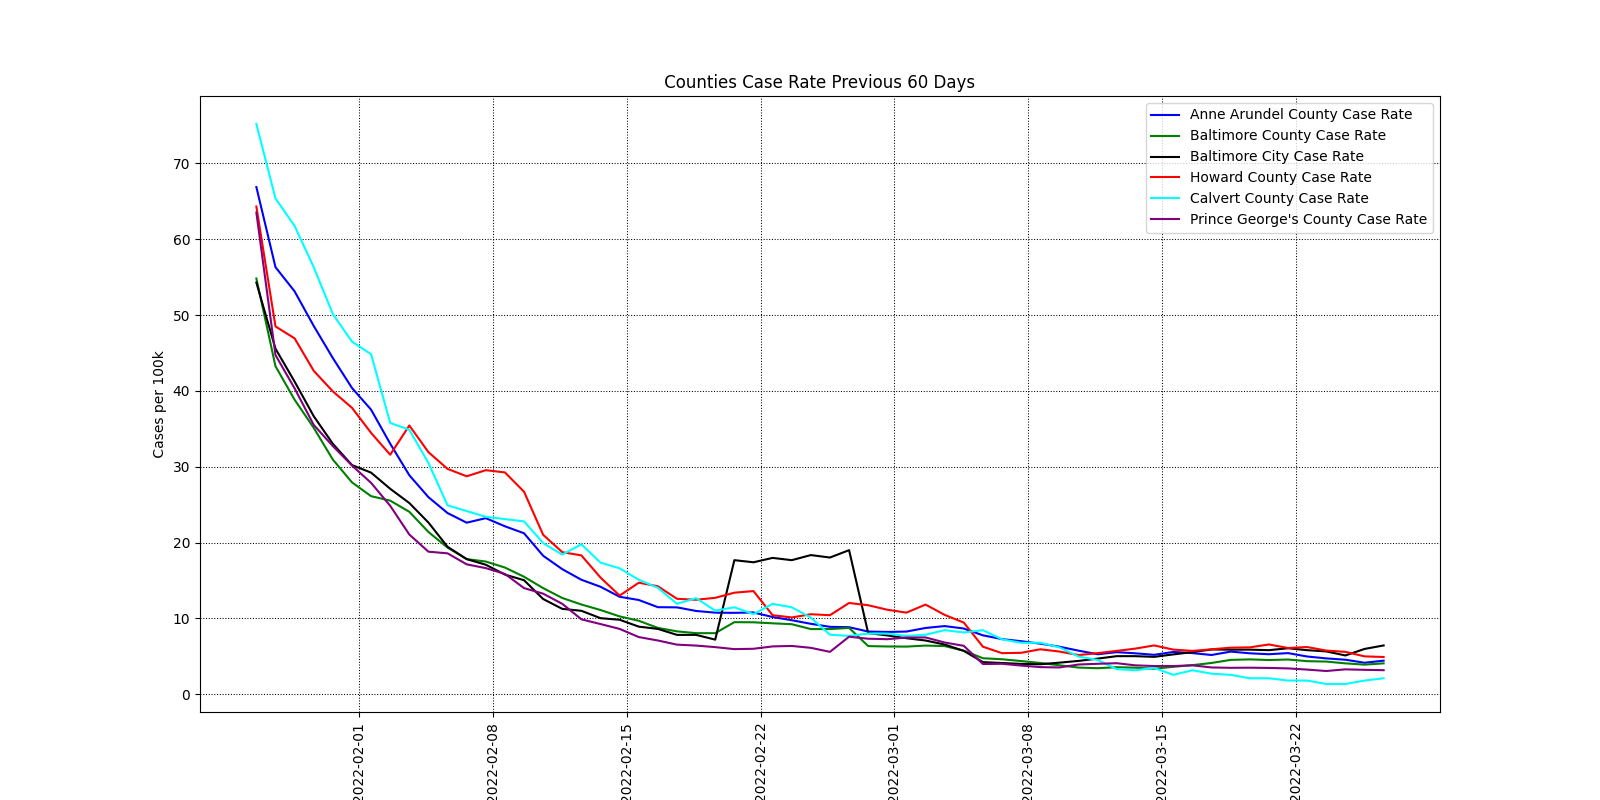 Counties Case Rate Previous 60 Days
Anne Arundel County Case Rate
Baltimore County Case Rate
Baltimore City Case Rate
Howard County Case Rate
Calvert County Case Rate
Prince George's County Case Rate
Cases per 100k
70
60
50
40
30
20
10
0
2022-02-01
2022-02-08
2022-02-15
2022-02-22
2022-03-01
2022-03-08
2022-03-15
2022-03-22